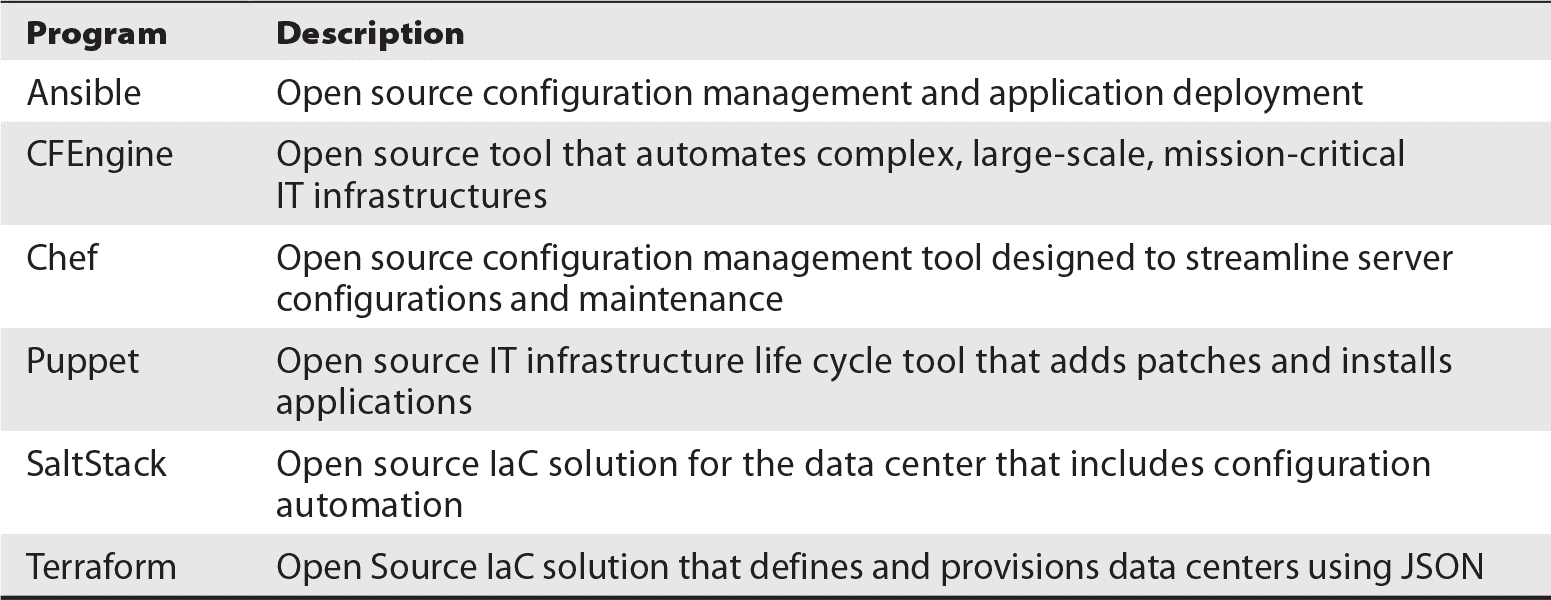 Program Description
Ansible Open source configuration management and application deployment
CFEngine Open source tool that automates complex, large-scale, mission-critical
IT infrastructures
Chef Open source configuration management tool designed to streamline server
configurations and maintenance
Puppet Open source IT infrastructure life cycle tool that adds patches and installs
applications
SaltStack Open source IaC solution for the data center that includes configuration
automation
Terraform Open Source IaC solution that defines and provisions data centers using JSON